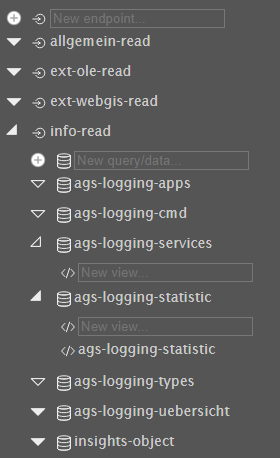 New endpoint...
allgemein-read
ext-ole-read
ext-webgis-read
info-read
New query/data...
ags-logging-apps
ags-logging-cmd
ags-logging-services
New view...
ags-logging-statistic
New view...
ags-logging-statistic
ags-logging-types
ags-logging-uebersicht
insights-object